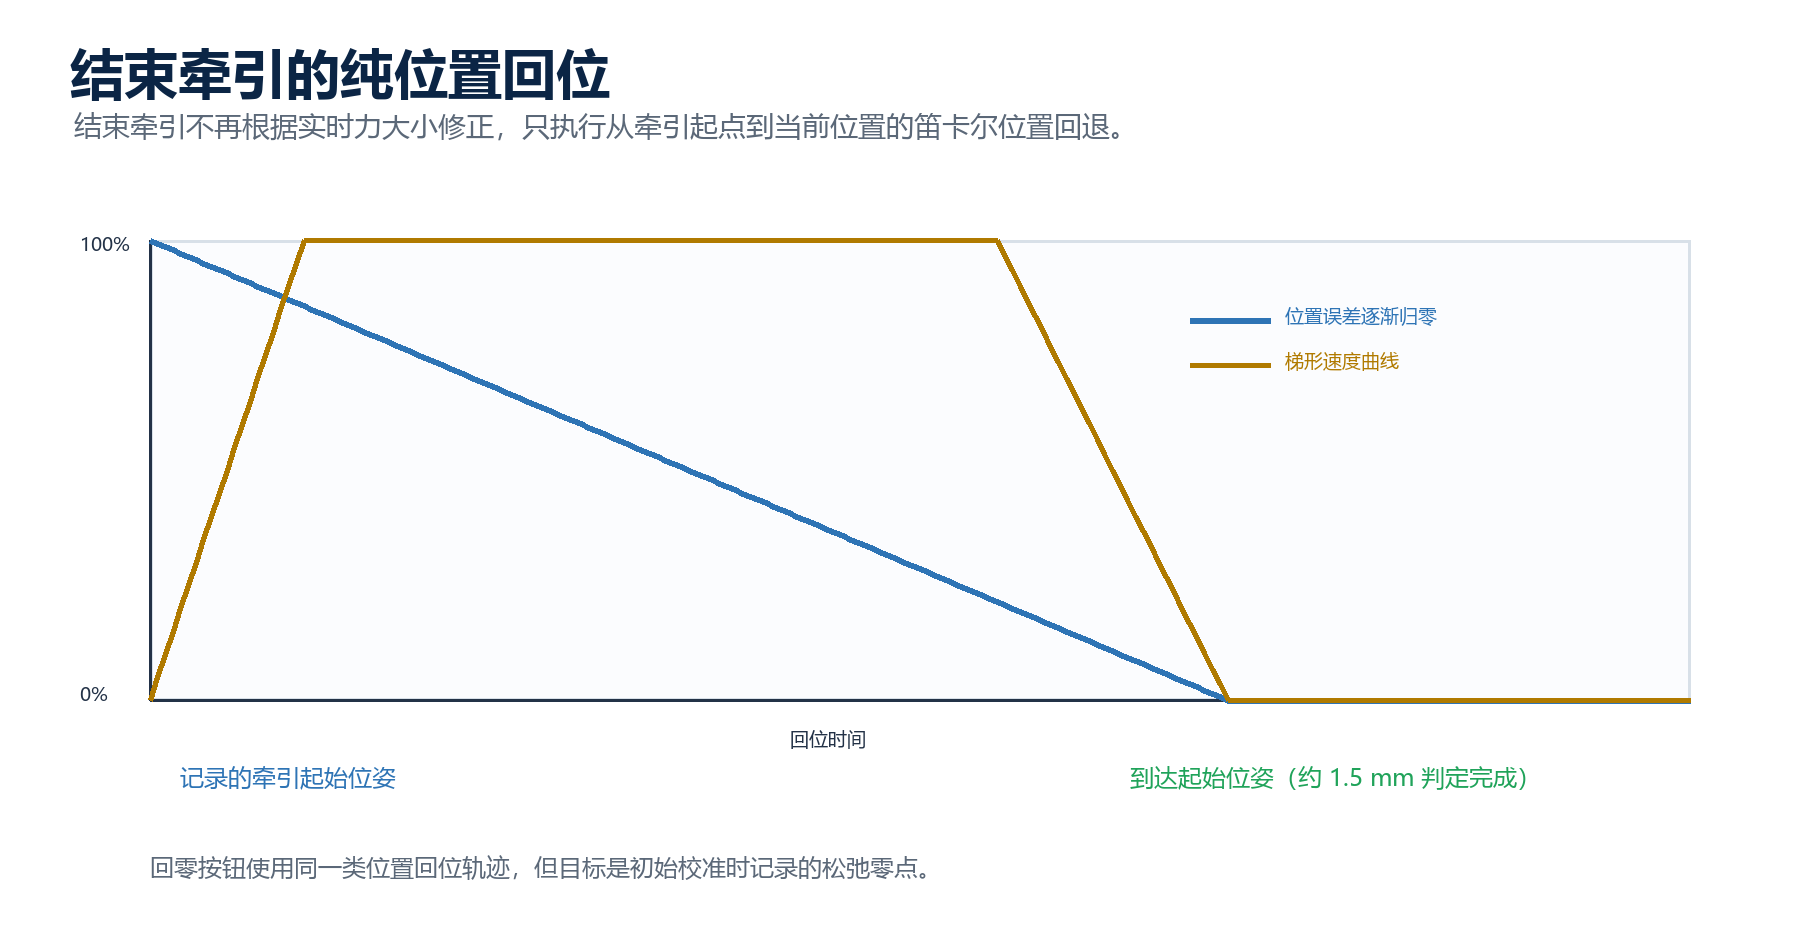 结束牵引的纯位置回位
结束牵引不再根据实时力大小修正，只执行从牵引起点到当前位置的笛卡尔位置回退。
100%
位置误差逐渐归零
梯形速度曲线
0%
回位时间
记录的牵引起始位姿
到达起始位姿（约 1.5 mm 判定完成）
回零按钮使用同一类位置回位轨迹，但目标是初始校准时记录的松弛零点。